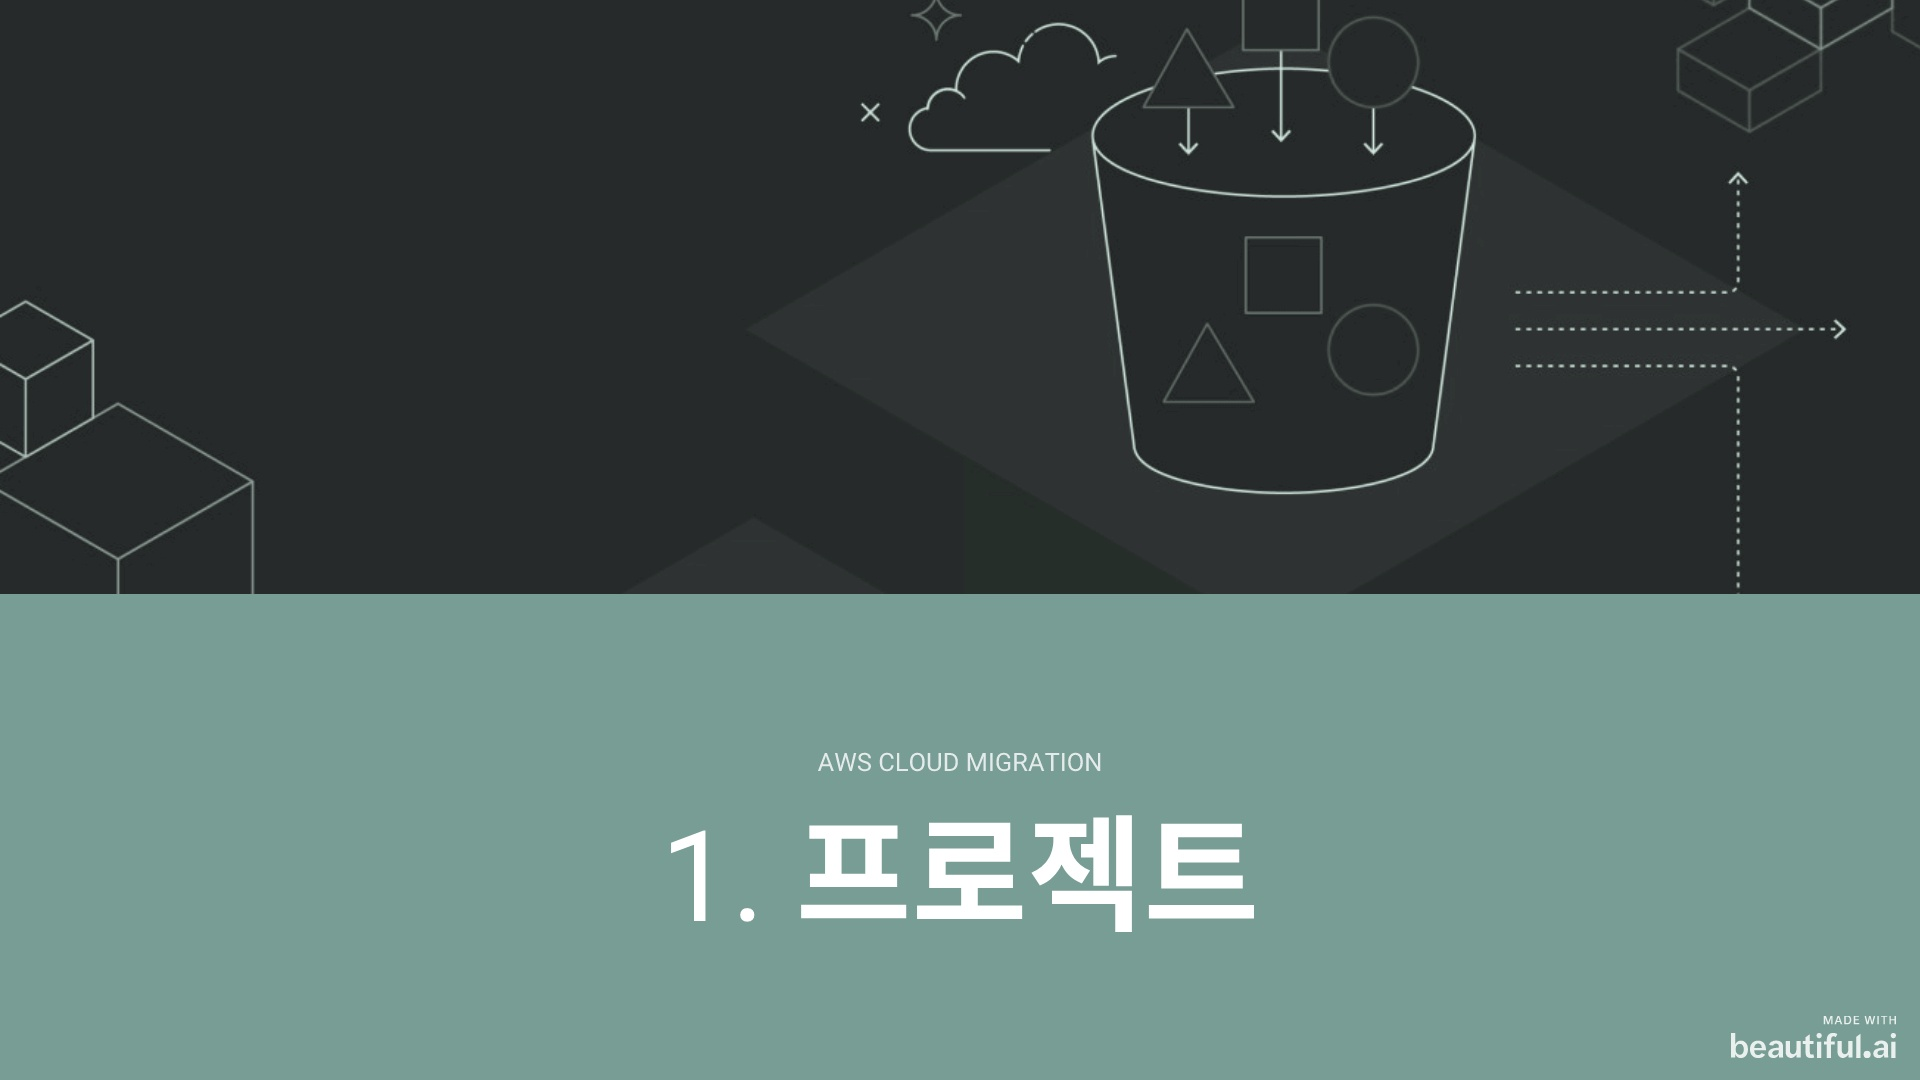 AWS CLOUD MIGRATION
1. 프로젝트
MADE WITH
beautiful.ai